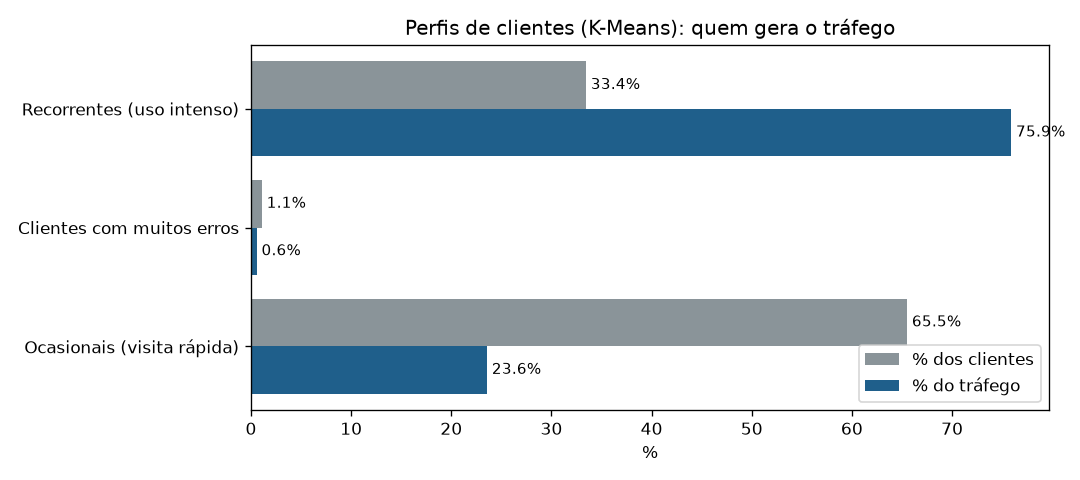 Perfis de clientes (K-Means): quem gera o tráfego
Recorrentes (uso intenso)
33.4%
75.9%
Clientes com muitos erros
1.1%
0.6%
Ocasionais (visita rápida)
65.5%
23.6%
% dos clientes
% do tráfego
0 10 20 30 40 50 60 70
%